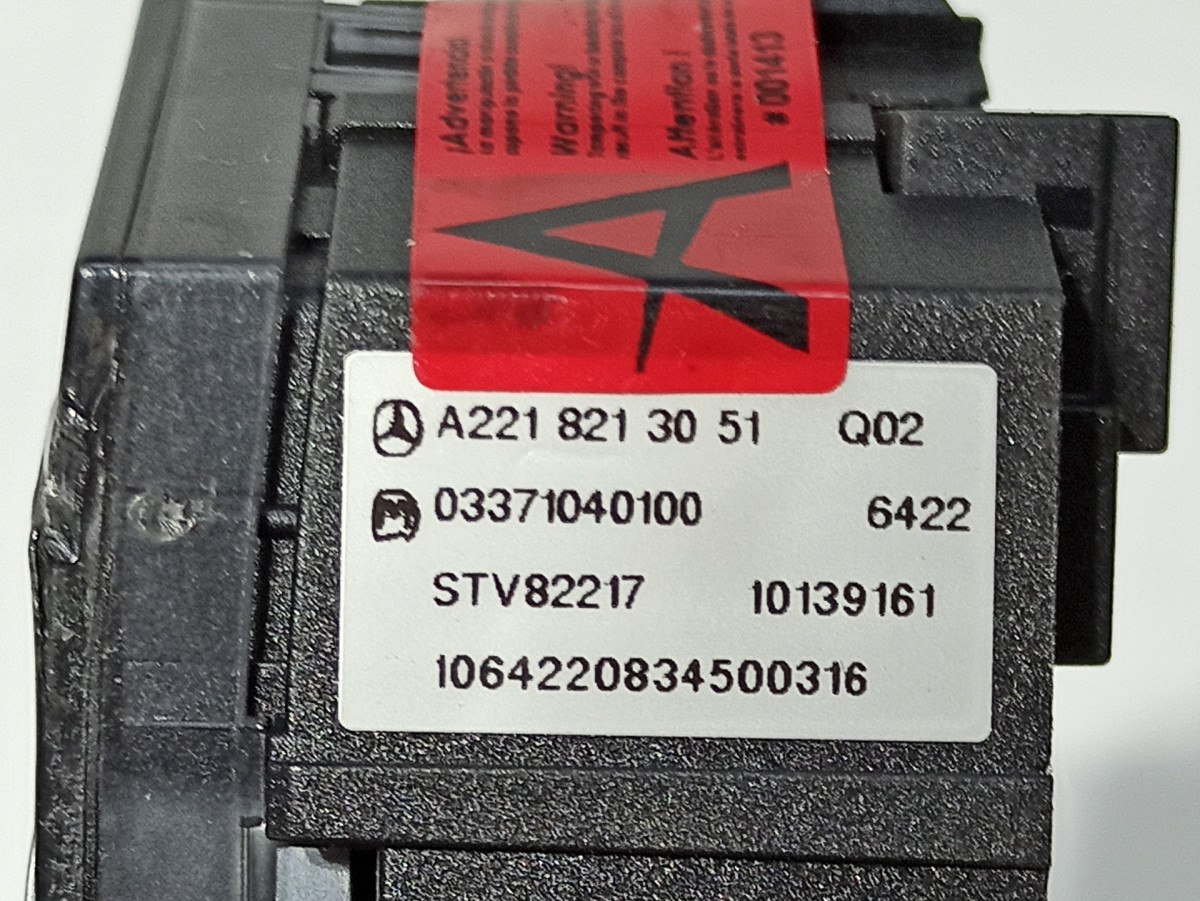 ¡Advertencia
Warning!
Attention !
# 001413
A
A221 821 30 51 Q02
M 03371040100 6422
STV82217 10139161
1064220834500316